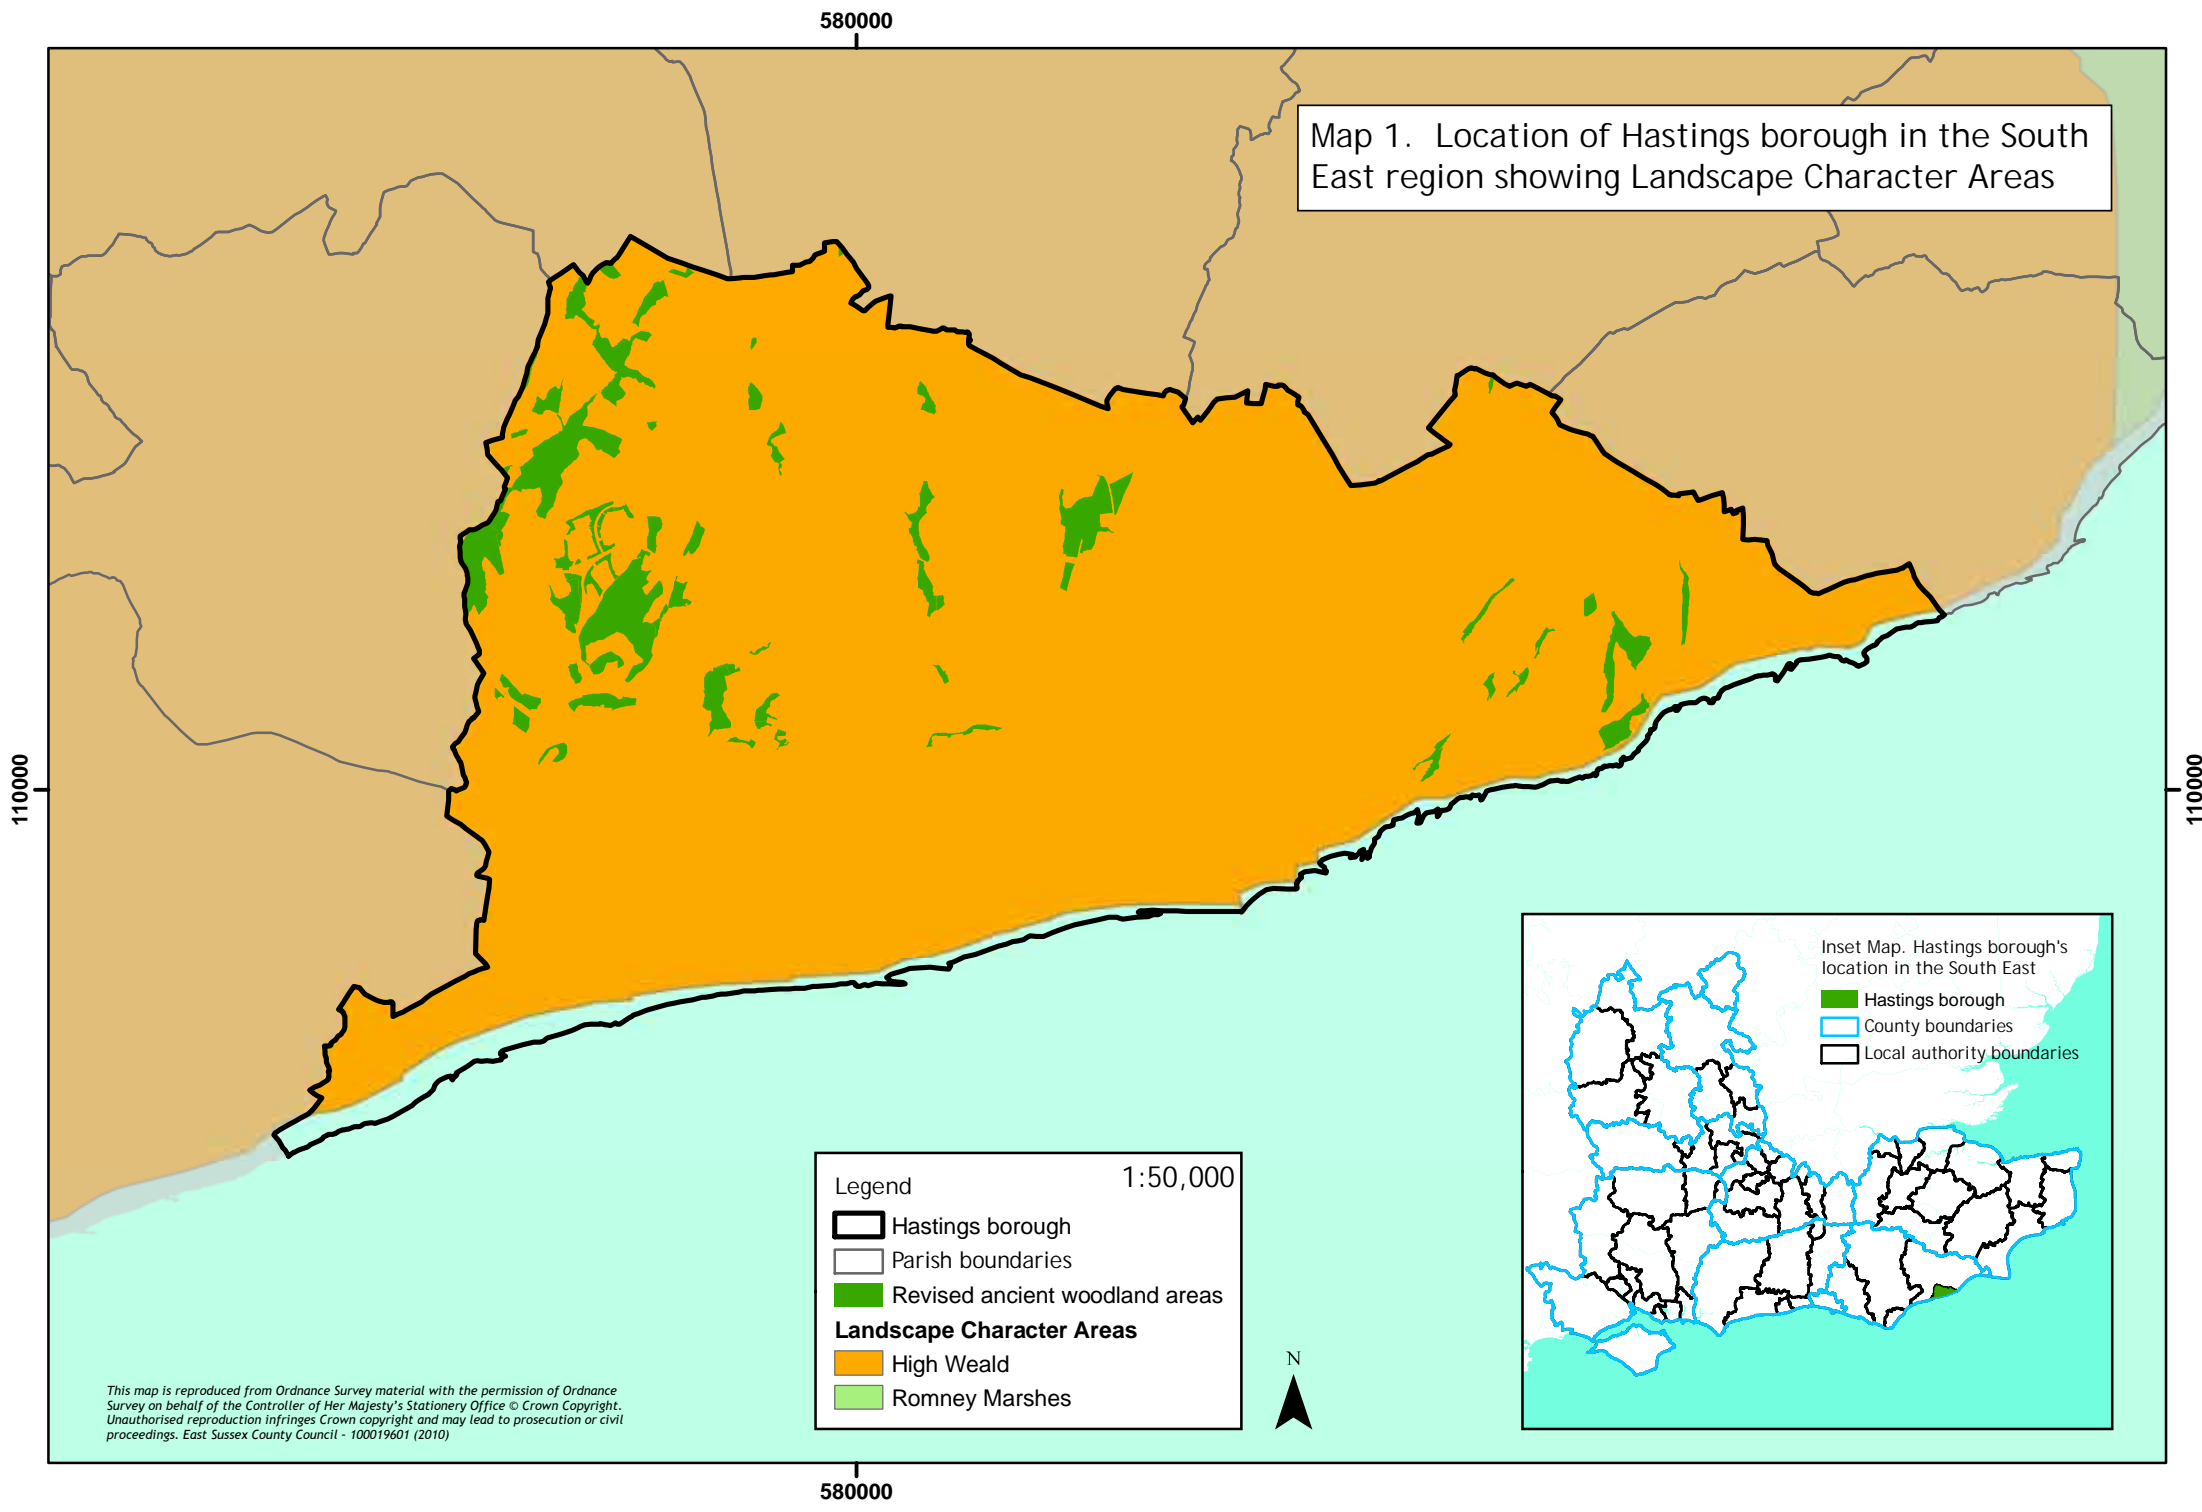 580000
Map 1. Location of Hastings borough in the South
East region showing Landscape Character Areas
110000
110000
Inset Map. Hastings borough's
location in the South East
Hastings borough
County boundaries
Local authority boundaries
Legend
1:50,000
Hastings borough
Parish boundaries
Revised ancient woodland areas
Landscape Character Areas
High Weald
Romney Marshes
N
This map is reproduced from Ordnance Survey material with the permission of Ordnance
Survey on behalf of the Controller of Her Majesty's Stationery Office © Crown Copyright.
Unauthorised reproduction infringes Crown copyright and may lead to prosecution or civil
proceedings. East Sussex County Council - 100019601 (2010)
580000